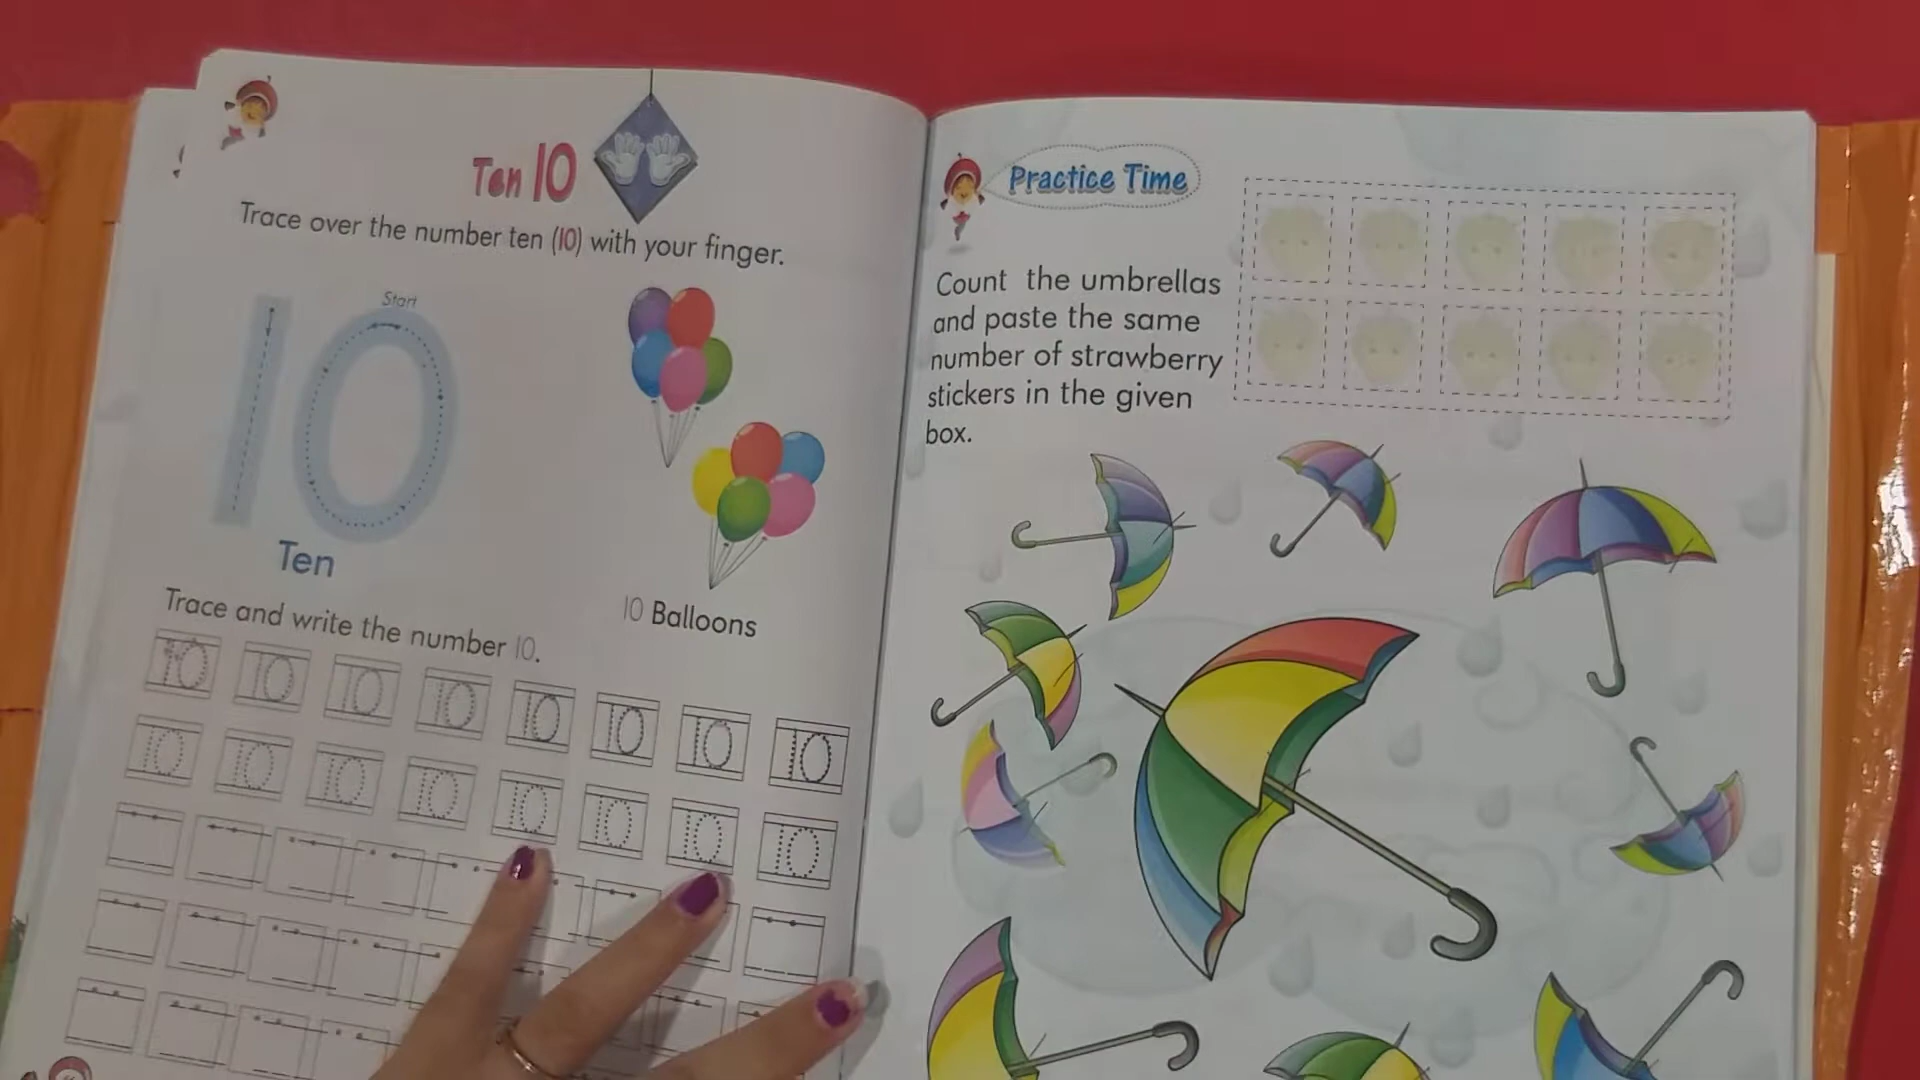 Ten 10
Trace over the number ten (10) with your finger.
Start
10
Ten
10 Balloons
Trace and write the number 10.
10 10 10 10 10 10 10 10
10 10 10 10 10 10 10 10
Practice Time
Count the umbrellas
and paste the same
number of strawberry
stickers in the given
box.